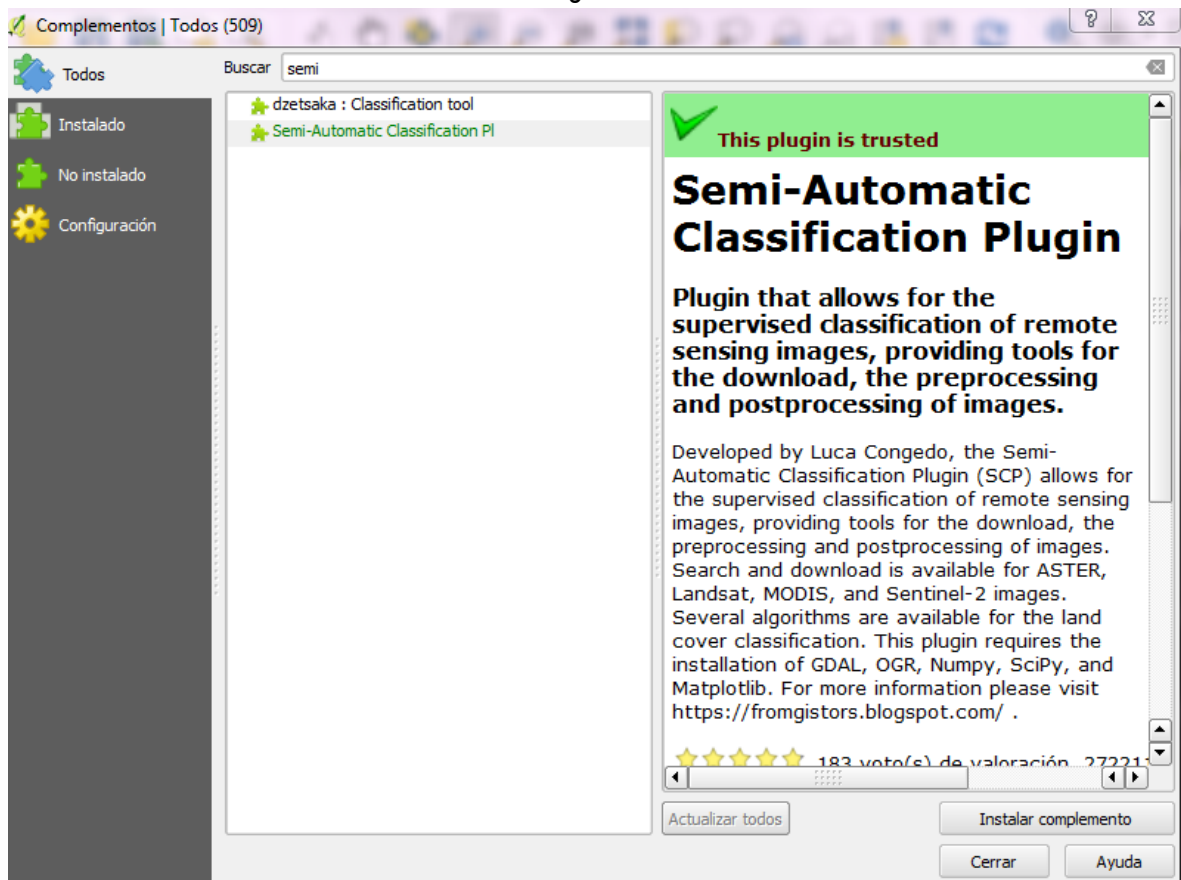 Complementos | Todos (509)
Todos
Instalado
No instalado
Configuración
Buscar semi
dzetsaka : Classification tool
Semi-Automatic Classification Pl
This plugin is trusted
Semi-Automatic
Classification Plugin
Plugin that allows for the
supervised classification of remote
sensing images, providing tools for
the download, the preprocessing
and postprocessing of images.
Developed by Luca Congedo, the Semi-
Automatic Classification Plugin (SCP) allows for
the supervised classification of remote sensing
images, providing tools for the download, the
preprocessing and postprocessing of images.
Search and download is available for ASTER,
Landsat, MODIS, and Sentinel-2 images.
Several algorithms are available for the land
cover classification. This plugin requires the
installation of GDAL, OGR, Numpy, SciPy, and
Matplotlib. For more information please visit
https://fromgistors.blogspot.com/ .
183 voto(s) de valoración,
Actualizar todos
Instalar complemento
Cerrar
Ayuda